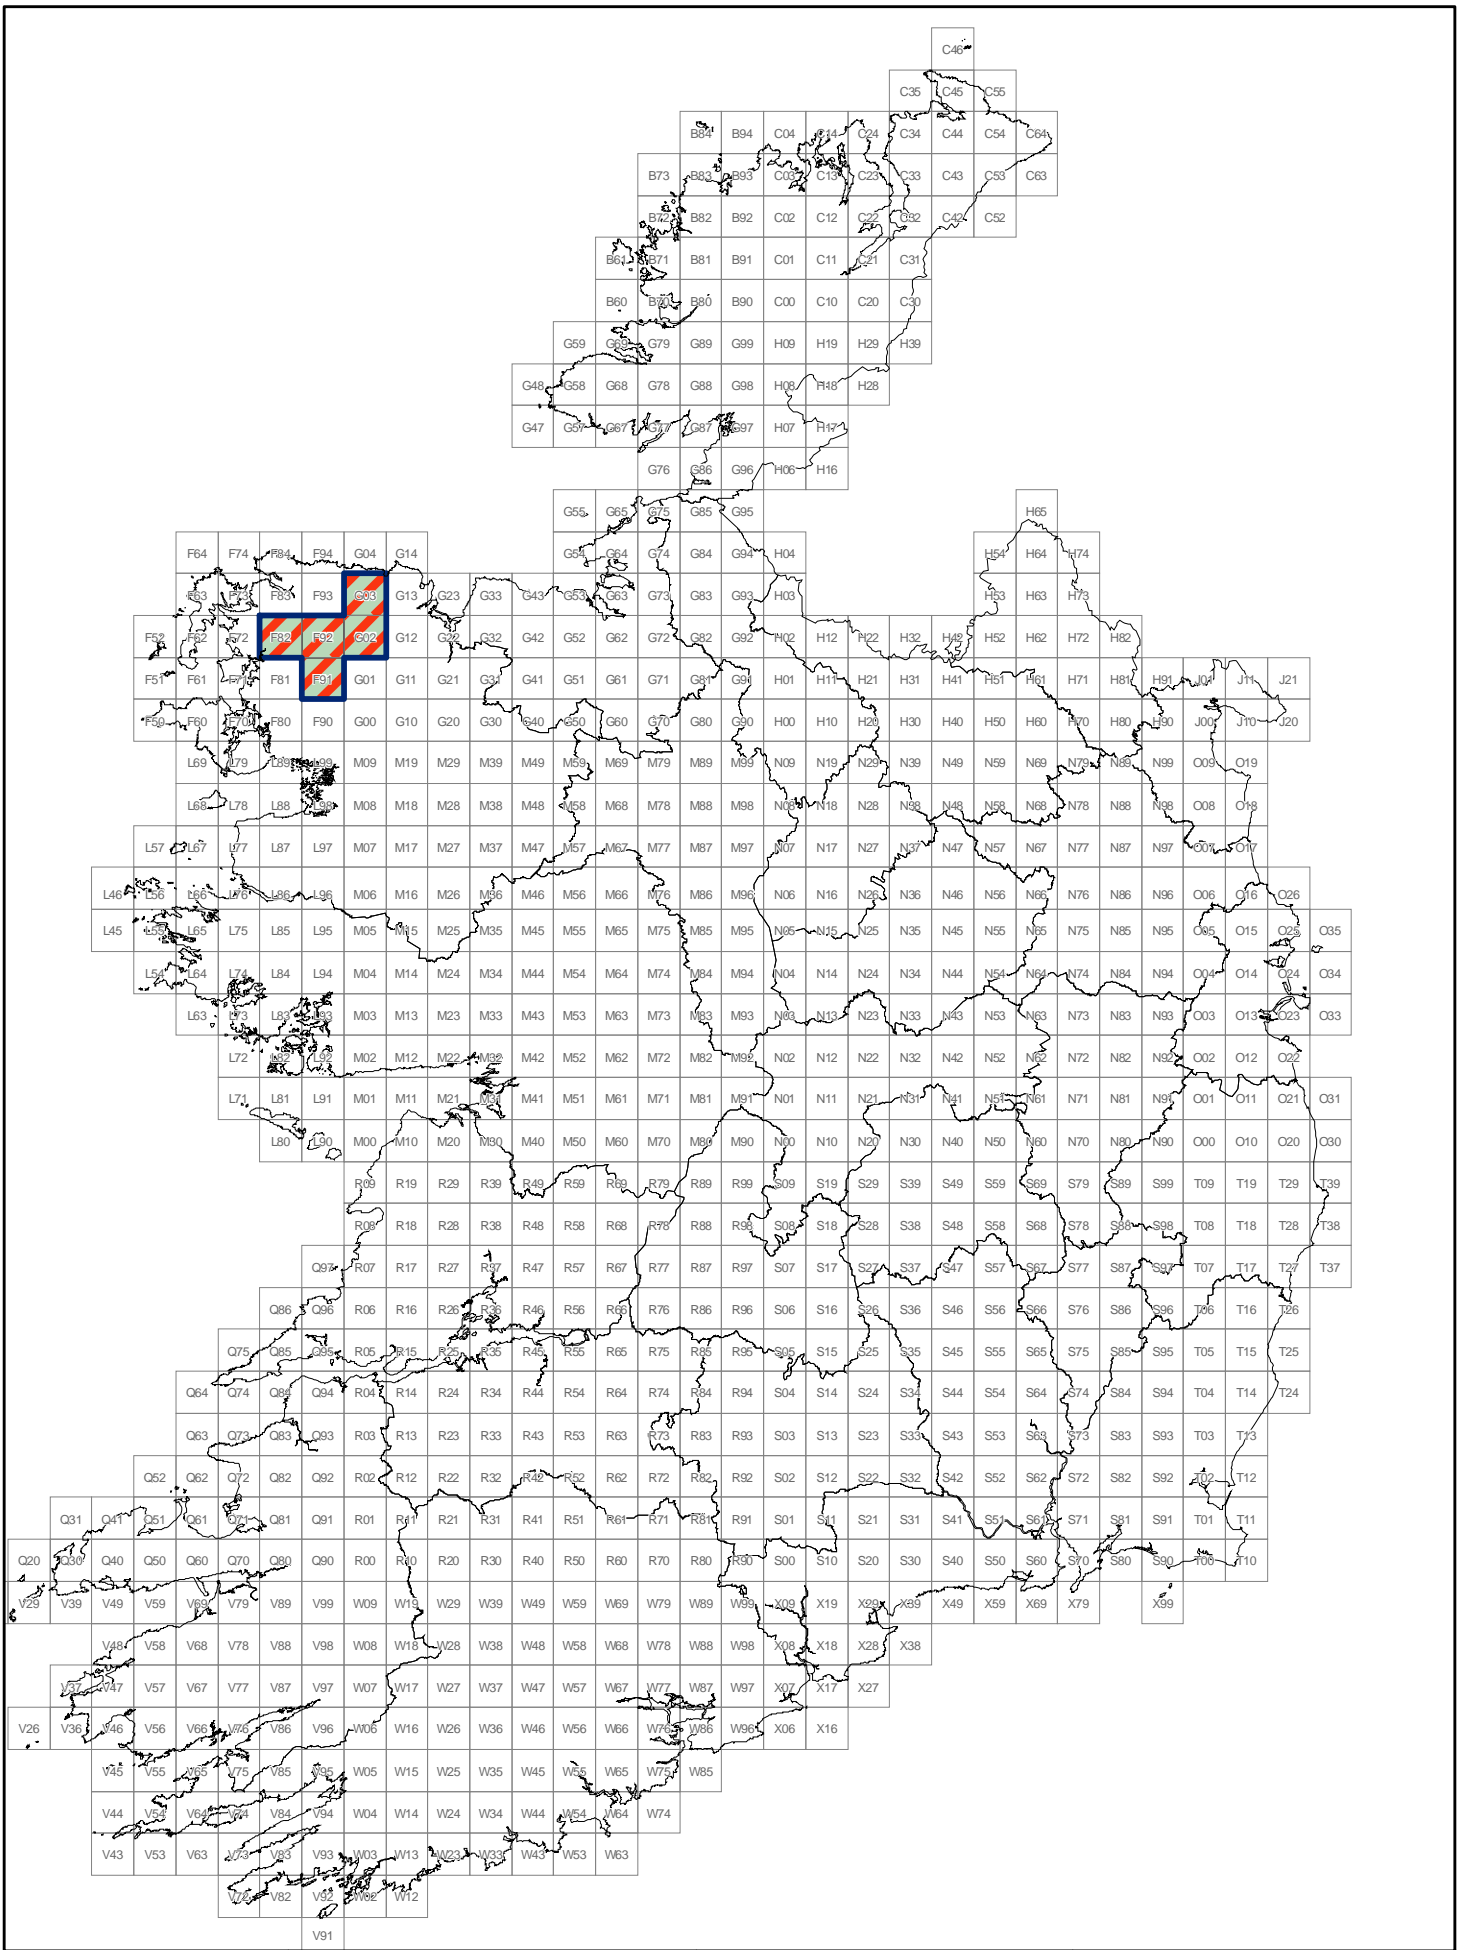 C46
C35 C45 C55
B84 B94 C04 C14 C24 C34 C44 C54 C64
B73 B83 B93 C03 C13 C23 C33 C43 C53 C63
B72 B82 B92 C02 C12 C22 C32 C42 C52
B61 B71 B81 B91 C01 C11 C21 C31
B60 B70 B80 B90 C00 C10 C20 C30
G59 G69 G79 G89 G99 H09 H19 H29 H39
G48 G58 G68 G78 G88 G98 H08 H18 H28
G47 G57 G67 G77 G87 G97 H07 H17
G76 G86 G96 H06 H16
G55 G65 G75 G85 G95 H65
F64 F74 F84 F94 G04 G14 G54 G64 G74 G84 G94 H04 H54 H64 H74
F63 F73 F83 F93 G03 G13 G23 G33 G43 G53 G63 G73 G83 G93 H03 H53 H63 H73
F52 F62 F72 F82 F92 G02 G12 G22 G32 G42 G52 G62 G72 G82 G92 H02 H12 H22 H32 H42 H52 H62 H72 H82
F51 F61 F71 F81 F91 G01 G11 G21 G31 G41 G51 G61 G71 G81 G91 H01 H11 H21 H31 H41 H51 H61 H71 H81 H91 J01 J11 J21
F50 F60 F70 F80 F90 G00 G10 G20 G30 G40 G50 G60 G70 G80 G90 H00 H10 H20 H30 H40 H50 H60 H70 H80 H90 J00 J10 J20
L69 L79 L89 L99 M09 M19 M29 M39 M49 M59 M69 M79 M89 M99 N09 N19 N29 N39 N49 N59 N69 N79 N89 N99 O09 O19
L68 L78 L88 L98 M08 M18 M28 M38 M48 M58 M68 M78 M88 M98 N08 N18 N28 N38 N48 N58 N68 N78 N88 N98 O08 O18
L57 L67 L77 L87 L97 M07 M17 M27 M37 M47 M57 M67 M77 M87 M97 N07 N17 N27 N37 N47 N57 N67 N77 N87 N97 O07 O17
L46 L56 L66 L76 L86 L96 M06 M16 M26 M36 M46 M56 M66 M76 M86 M96 N06 N16 N26 N36 N46 N56 N66 N76 N86 N96 O06 O16 O26
L45 L55 L65 L75 L85 L95 M05 M15 M25 M35 M45 M55 M65 M75 M85 M95 N05 N15 N25 N35 N45 N55 N65 N75 N85 N95 O05 O15 O25 O35
L54 L64 L74 L84 L94 M04 M14 M24 M34 M44 M54 M64 M74 M84 M94 N04 N14 N24 N34 N44 N54 N64 N74 N84 N94 O04 O14 O24 O34
L63 L73 L83 L93 M03 M13 M23 M33 M43 M53 M63 M73 M83 M93 N03 N13 N23 N33 N43 N53 N63 N73 N83 N93 O03 O13 O23 O33
L72 L82 L92 M02 M12 M22 M32 M42 M52 M62 M72 M82 M92 N02 N12 N22 N32 N42 N52 N62 N72 N82 N92 O02 O12 O22
L71 L81 L91 M01 M11 M21 M31 M41 M51 M61 M71 M81 M91 N01 N11 N21 N31 N41 N51 N61 N71 N81 N91 O01 O11 O21 O31
L80 L90 M00 M10 M20 M30 M40 M50 M60 M70 M80 M90 N00 N10 N20 N30 N40 N50 N60 N70 N80 N90 O00 O10 O20 O30
R09 R19 R29 R39 R49 R59 R69 R79 R89 R99 S09 S19 S29 S39 S49 S59 S69 S79 S89 S99 T09 T19 T29 T39
R08 R18 R28 R38 R48 R58 R68 R78 R88 R98 S08 S18 S28 S38 S48 S58 S68 S78 S88 S98 T08 T18 T28 T38
Q97 R07 R17 R27 R37 R47 R57 R67 R77 R87 R97 S07 S17 S27 S37 S47 S57 S67 S77 S87 S97 T07 T17 T27 T37
Q86 Q96 R06 R16 R26 R36 R46 R56 R66 R76 R86 R96 S06 S16 S26 S36 S46 S56 S66 S76 S86 S96 T06 T16 T26
Q75 Q85 Q95 R05 R15 R25 R35 R45 R55 R65 R75 R85 R95 S05 S15 S25 S35 S45 S55 S65 S75 S85 S95 T05 T15 T25
Q64 Q74 Q84 Q94 R04 R14 R24 R34 R44 R54 R64 R74 R84 R94 S04 S14 S24 S34 S44 S54 S64 S74 S84 S94 T04 T14 T24
Q63 Q73 Q83 Q93 R03 R13 R23 R33 R43 R53 R63 R73 R83 R93 S03 S13 S23 S33 S43 S53 S63 S73 S83 S93 T03 T13
Q52 Q62 Q72 Q82 Q92 R02 R12 R22 R32 R42 R52 R62 R72 R82 R92 S02 S12 S22 S32 S42 S52 S62 S72 S82 S92 T02 T12
Q31 Q41 Q51 Q61 Q71 Q81 Q91 R01 R11 R21 R31 R41 R51 R61 R71 R81 R91 S01 S11 S21 S31 S41 S51 S61 S71 S81 S91 T01 T11
Q20 Q30 Q40 Q50 Q60 Q70 Q80 Q90 R00 R10 R20 R30 R40 R50 R60 R70 R80 R90 S00 S10 S20 S30 S40 S50 S60 S70 S80 S90 T00 T10
V29 V39 V49 V59 V69 V79 V89 V99 W09 W19 W29 W39 W49 W59 W69 W79 W89 W99 X09 X19 X29 X39 X49 X59 X69 X79 X99
V48 V58 V68 V78 V88 V98 W08 W18 W28 W38 W48 W58 W68 W78 W88 W98 X08 X18 X28 X38
V37 V47 V57 V67 V77 V87 V97 W07 W17 W27 W37 W47 W57 W67 W77 W87 W97 X07 X17 X27
V26 V36 V46 V56 V66 V76 V86 V96 W06 W16 W26 W36 W46 W56 W66 W76 W86 W96 X06 X16
V45 V55 V65 V75 V85 V95 W05 W15 W25 W35 W45 W55 W65 W75 W85
V44 V54 V64 V74 V84 V94 W04 W14 W24 W34 W44 W54 W64 W74
V43 V53 V63 V73 V83 V93 W03 W13 W23 W33 W43 W53 W63
V72 V82 V92 W02 W12
V91